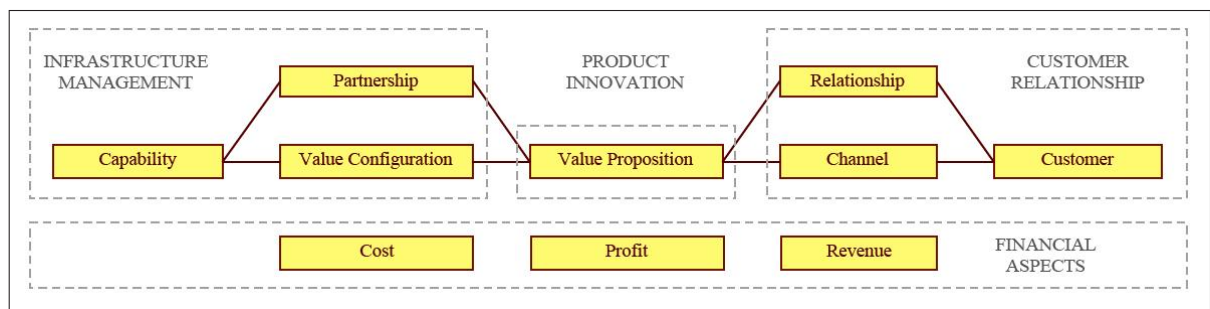 INFRASTRUCTURE
MANAGEMENT
Partnership
Capability
Value Configuration
PRODUCT
INNOVATION
Value Proposition
CUSTOMER
RELATIONSHIP
Relationship
Channel
Customer
Cost
Profit
Revenue
FINANCIAL
ASPECTS